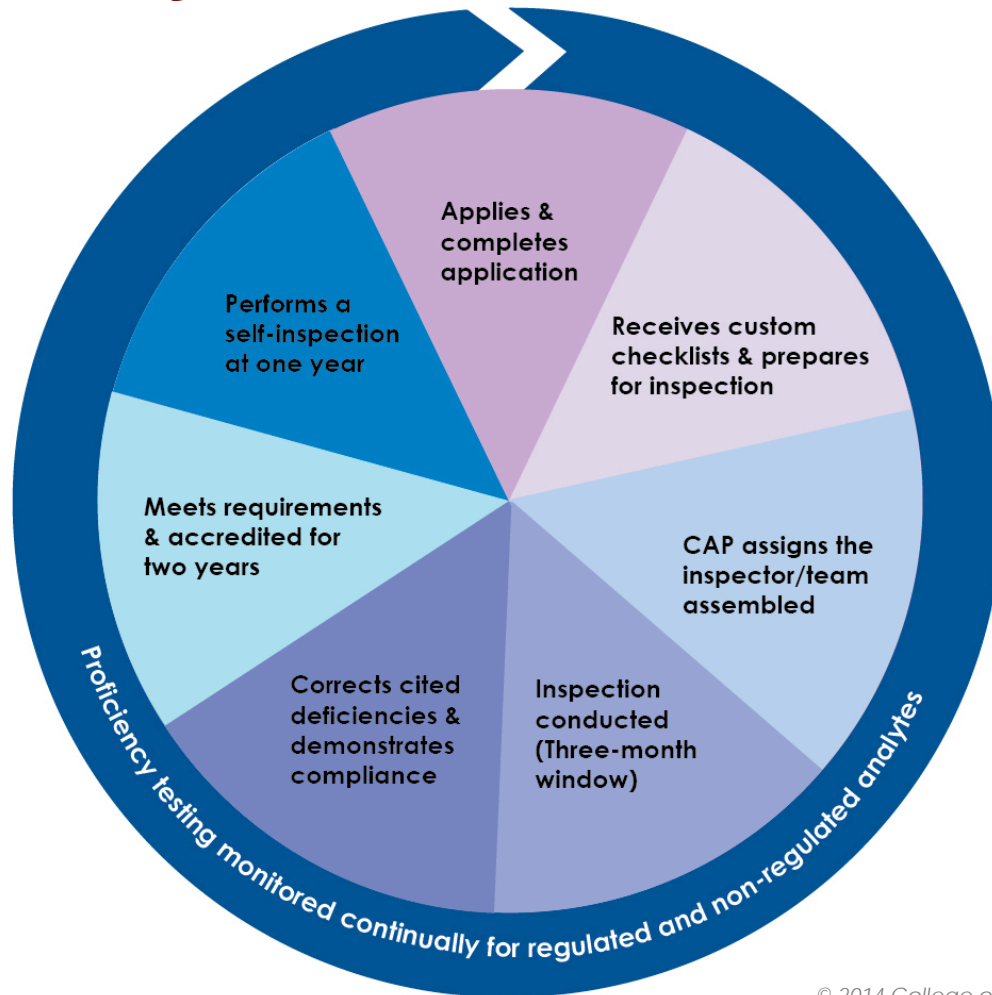 Applies &
completes
application
Receives custom
checklists & prepares
for inspection
CAP assigns the
inspector/team
assembled
Inspection
conducted
(Three-month
window)
Corrects cited
deficiencies &
demonstrates
compliance
Meets requirements
& accredited for
two years
Performs a
self-inspection
at one year
Proficiency testing monitored continually for regulated and non-regulated analytes
© 2014 College